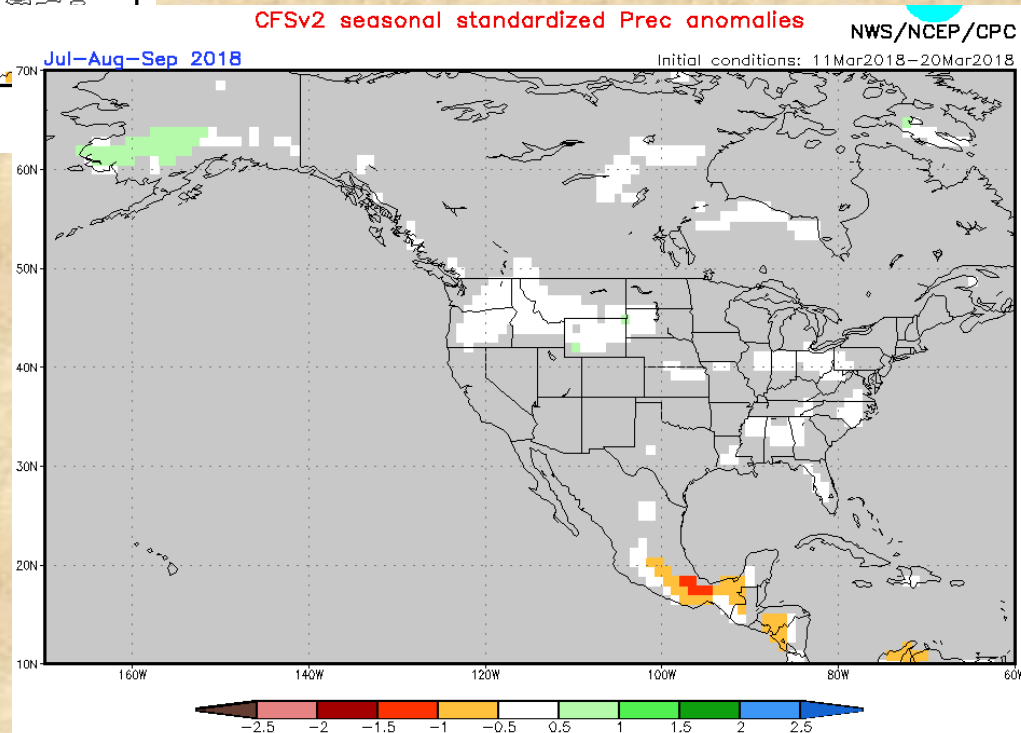 CFSv2 seasonal standardized Prec anomalies
NWS/NCEP/CPC
Jul-Aug-Sep 2018
Initial conditions: 11Mar2018-20Mar2018
70N
60N
50N
40N
30N
20N
10N
160W 140W 120W 100W 80W 60
-2.5 -2 -1.5 -1 -0.5 0.5 1 1.5 2 2.5